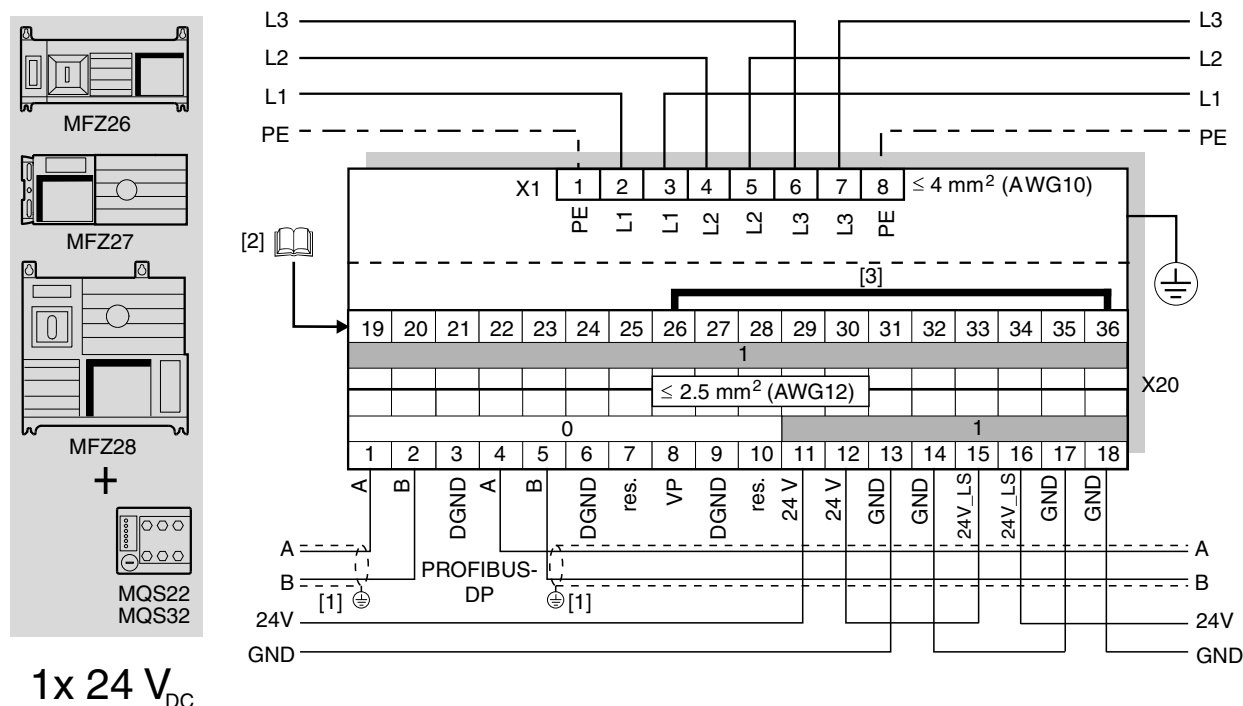 MFZ26
MFZ27
MFZ28
+
MQS22
MQS32
1x 24 VDC
L3 L3
L2 L2
L1 L1
PE PE
X1 1 2 3 4 5 6 7 8 ≤ 4 mm² (AWG10)
PE L1 L1 L2 L2 L3 L3 PE
[2]
[3]
19 20 21 22 23 24 25 26 27 28 29 30 31 32 33 34 35 36
1
≤ 2.5 mm² (AWG12) X20
0 1
1 2 3 4 5 6 7 8 9 10 11 12 13 14 15 16 17 18
A B DGND A B DGND res. VP DGND res. 24 V 24 V GND GND 24V_LS 24V_LS GND GND
A A
B PROFIBUS- B
DP
[1] [1]
24V 24V
GND GND